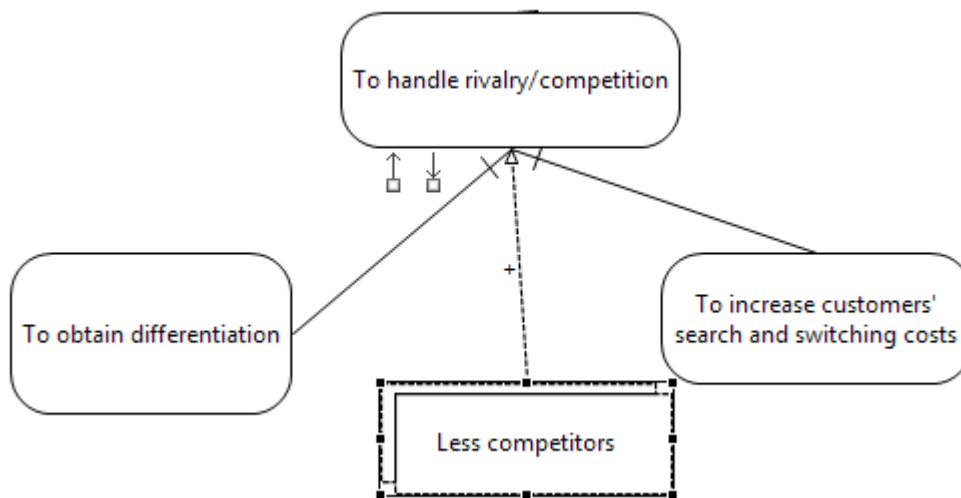 To handle rivalry/competition
+
To obtain differentiation
To increase customers'
search and switching costs
Less competitors